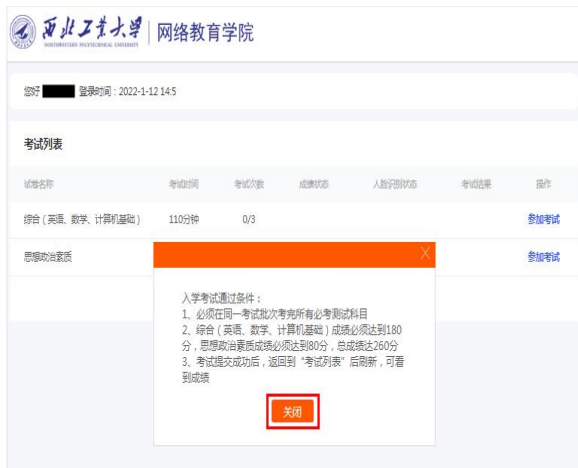 西北工业大学 网络教育学院
NORTHWESTERN POLYTECHNICAL UNIVERSITY
您好 登录时间：2022-1-12 14:5
考试列表
试卷名称 考试时间 考试次数 成绩状态 人脸识别状态 考试结果 操作
综合（英语、数学、计算机基础） 110分钟 0/3 参加考试
思想政治素质 参加考试
X
入学考试通过条件：
1、必须在同一考试批次考完所有必考测试科目
2、综合（英语、数学、计算机基础）成绩必须达到180
分，思想政治素质成绩必须达到80分，总成绩达260分
3、考试提交成功后，返回到“考试列表”后刷新，可看
到成绩
关闭